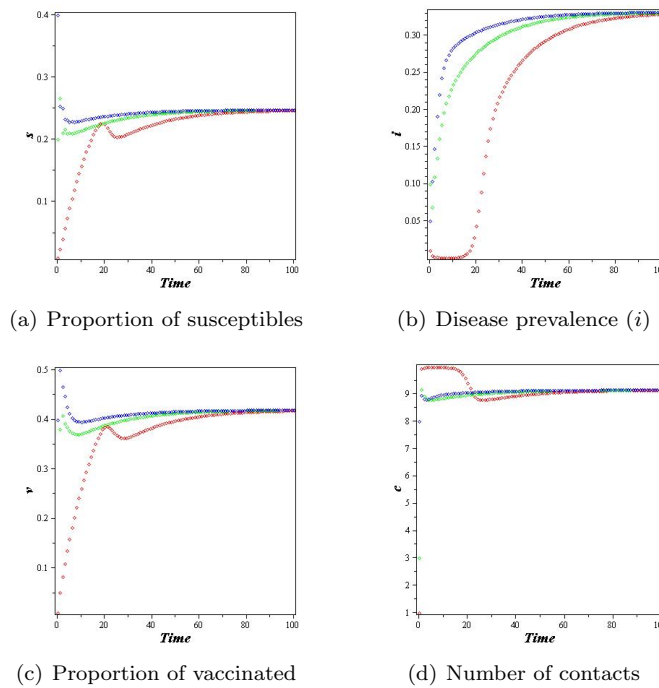 0.4
0.3
s
0.2
0.1
0 20 40 60 80 100
Time
(a) Proportion of susceptibles
0.30
0.25
0.20
i
0.15
0.10
0.05
0 20 40 60 80 100
Time
(b) Disease prevalence (i)
0.5
0.4
0.3
v
0.2
0.1
0 20 40 60 80 100
Time
(c) Proportion of vaccinated
9
8
7
6
c
5
4
3
2
1
0 20 40 60 80 100
Time
(d) Number of contacts